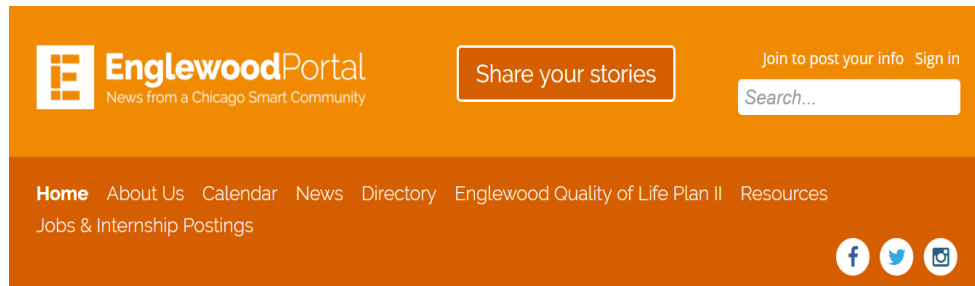 EnglewoodPortal
News from a Chicago Smart Community
Share your stories
Join to post your info Sign in
Search...
Home About Us Calendar News Directory Englewood Quality of Life Plan II Resources
Jobs & Internship Postings